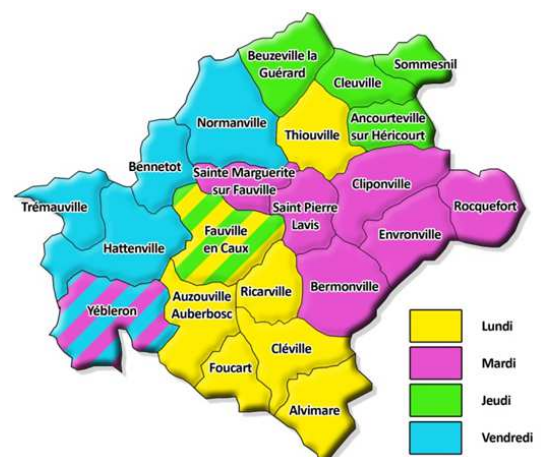 Beuzeville la
Guérard
Sommesnil
Cleuville
Normanville
Thiouville
Ancourteville
sur Héricourt
Bennetot
Sainte Marguerite
sur Fauville
Cliponville
Trémauville
Saint Pierre
Lavis
Rocquefort
Hattenville
Fauville
en Caux
Envronville
Yébleron
Auzouville
Auberbosc
Ricarville
Bermonville
Cléville
Foucart
Alvimare
Lundi
Mardi
Jeudi
Vendredi